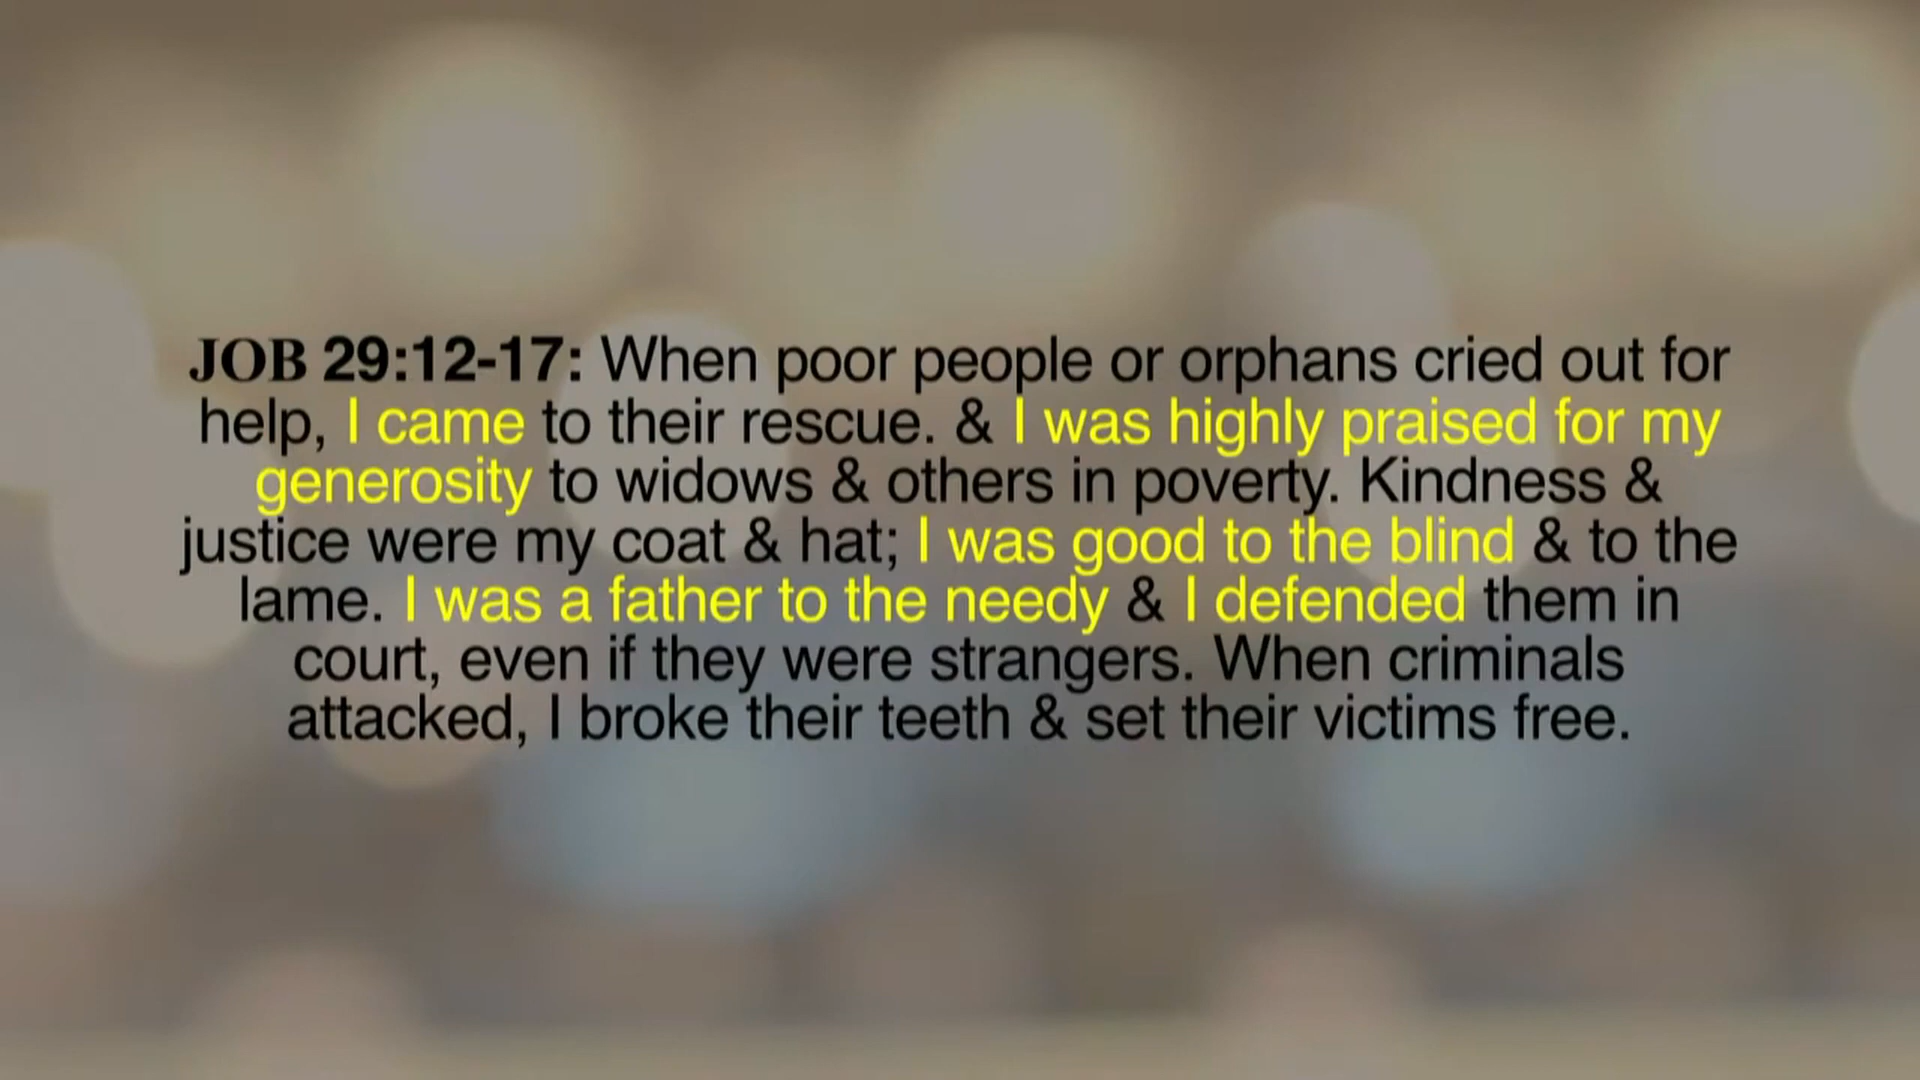 JOB 29:12-17: When poor people or orphans cried out for
help, I came to their rescue. & I was highly praised for my
generosity to widows & others in poverty. Kindness &
justice were my coat & hat; I was good to the blind & to the
lame. I was a father to the needy & I defended them in
court, even if they were strangers. When criminals
attacked, I broke their teeth & set their victims free.